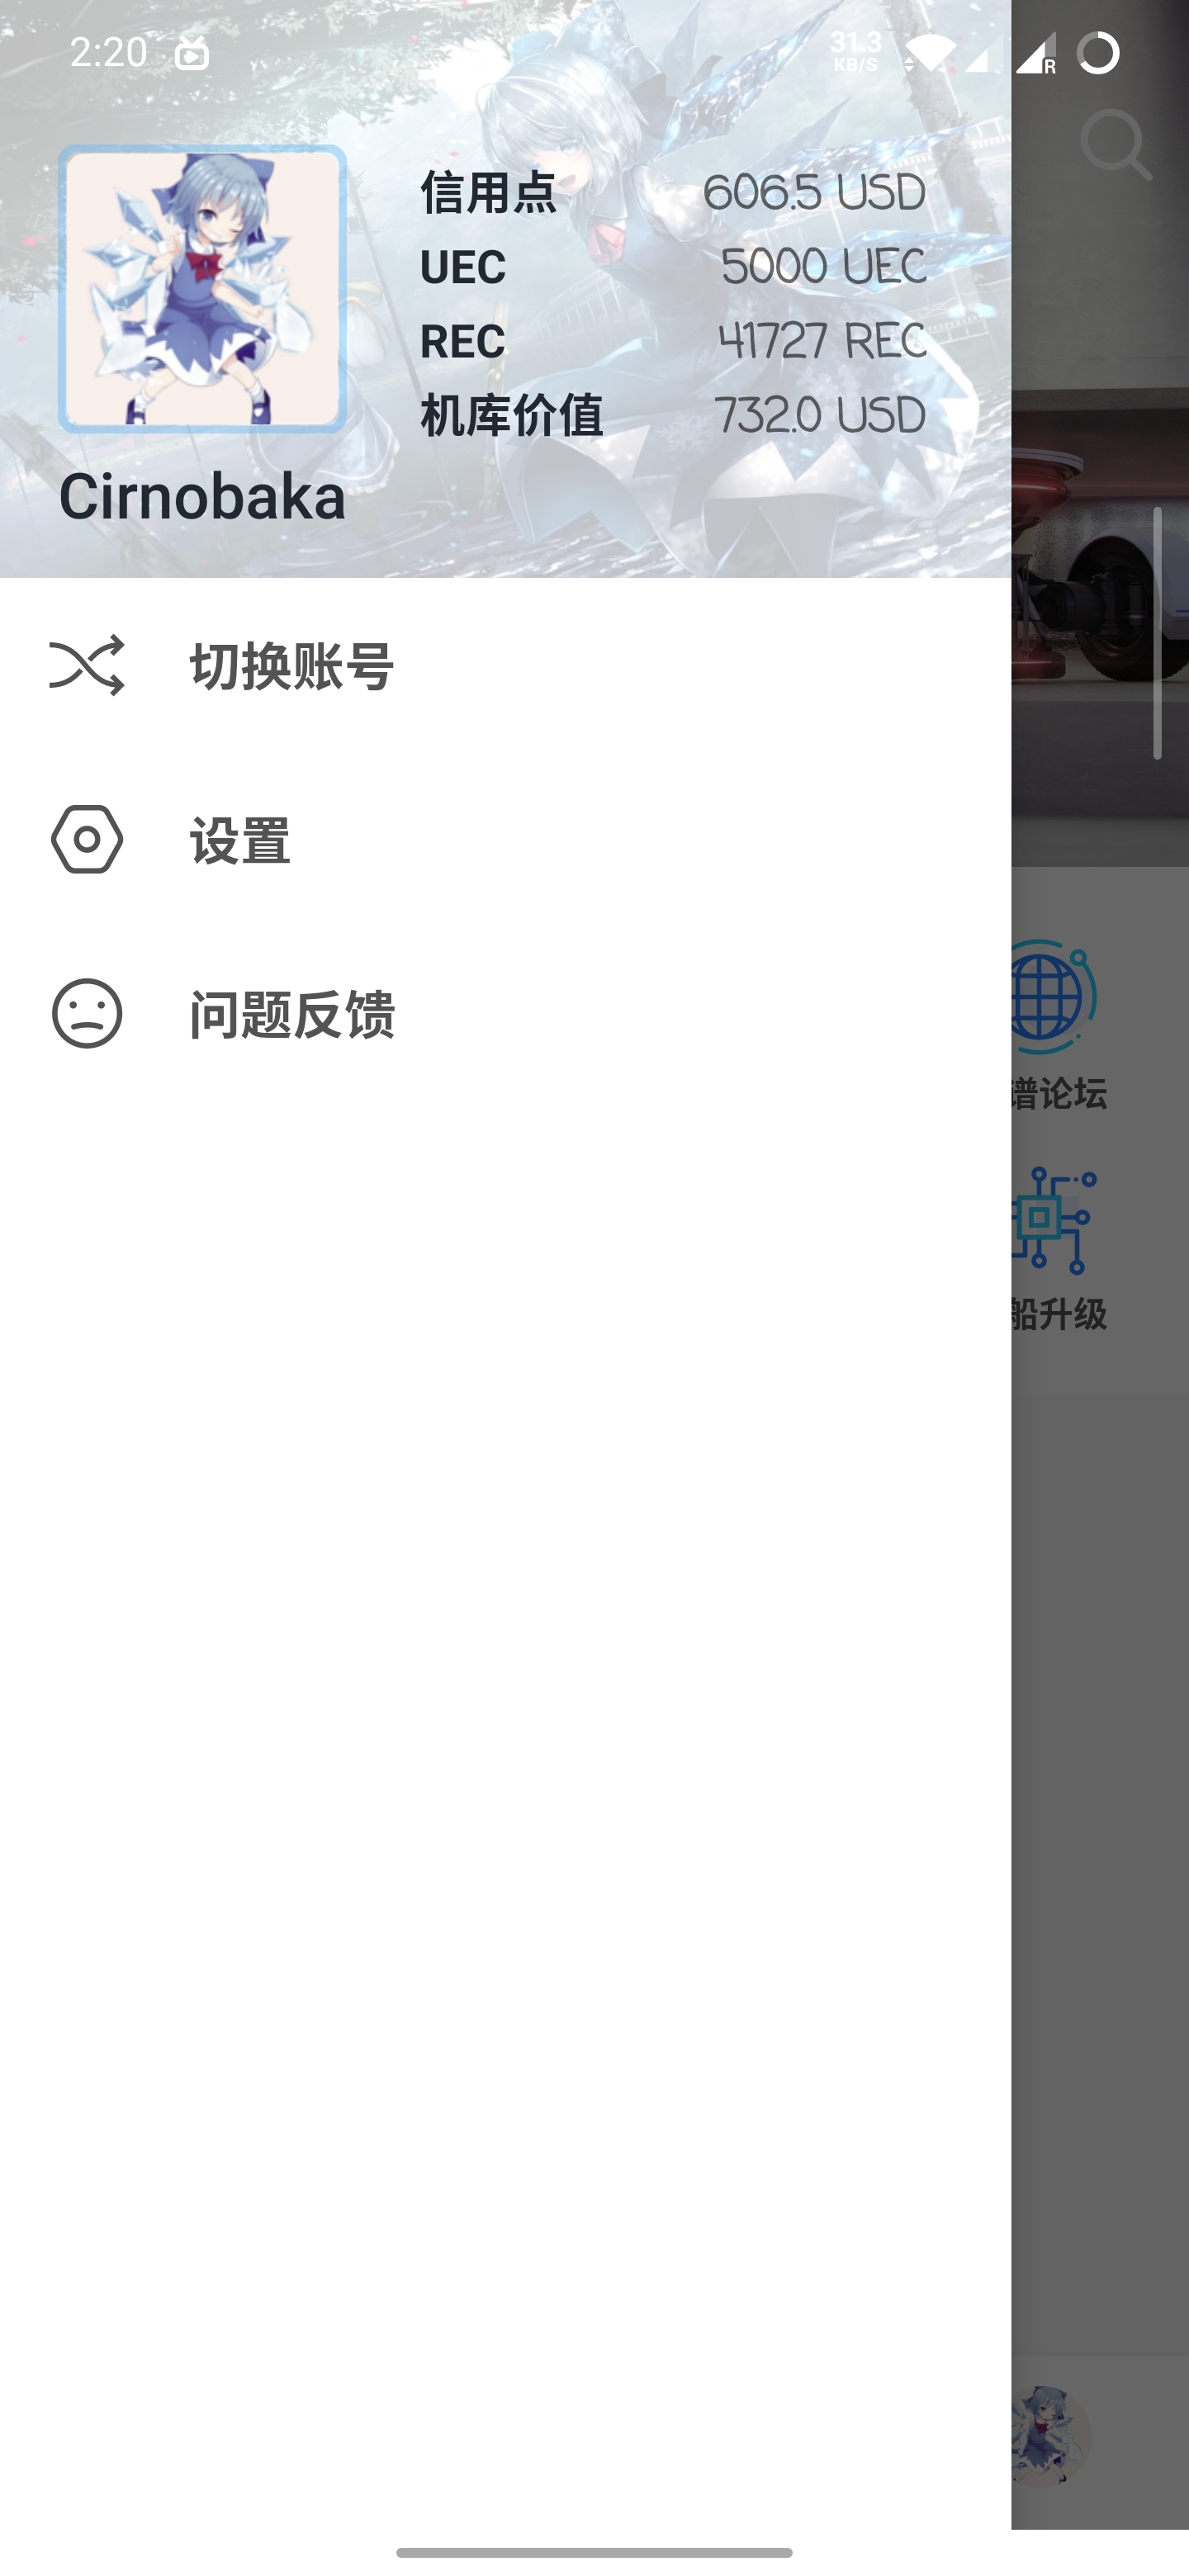 2:20
31.3
KB/S
R
信用点 606.5 USD
UEC 5000 UEC
REC 41727 REC
机库价值 732.0 USD
Cirnobaka
切换账号
设置
问题反馈
谱论坛
船升级